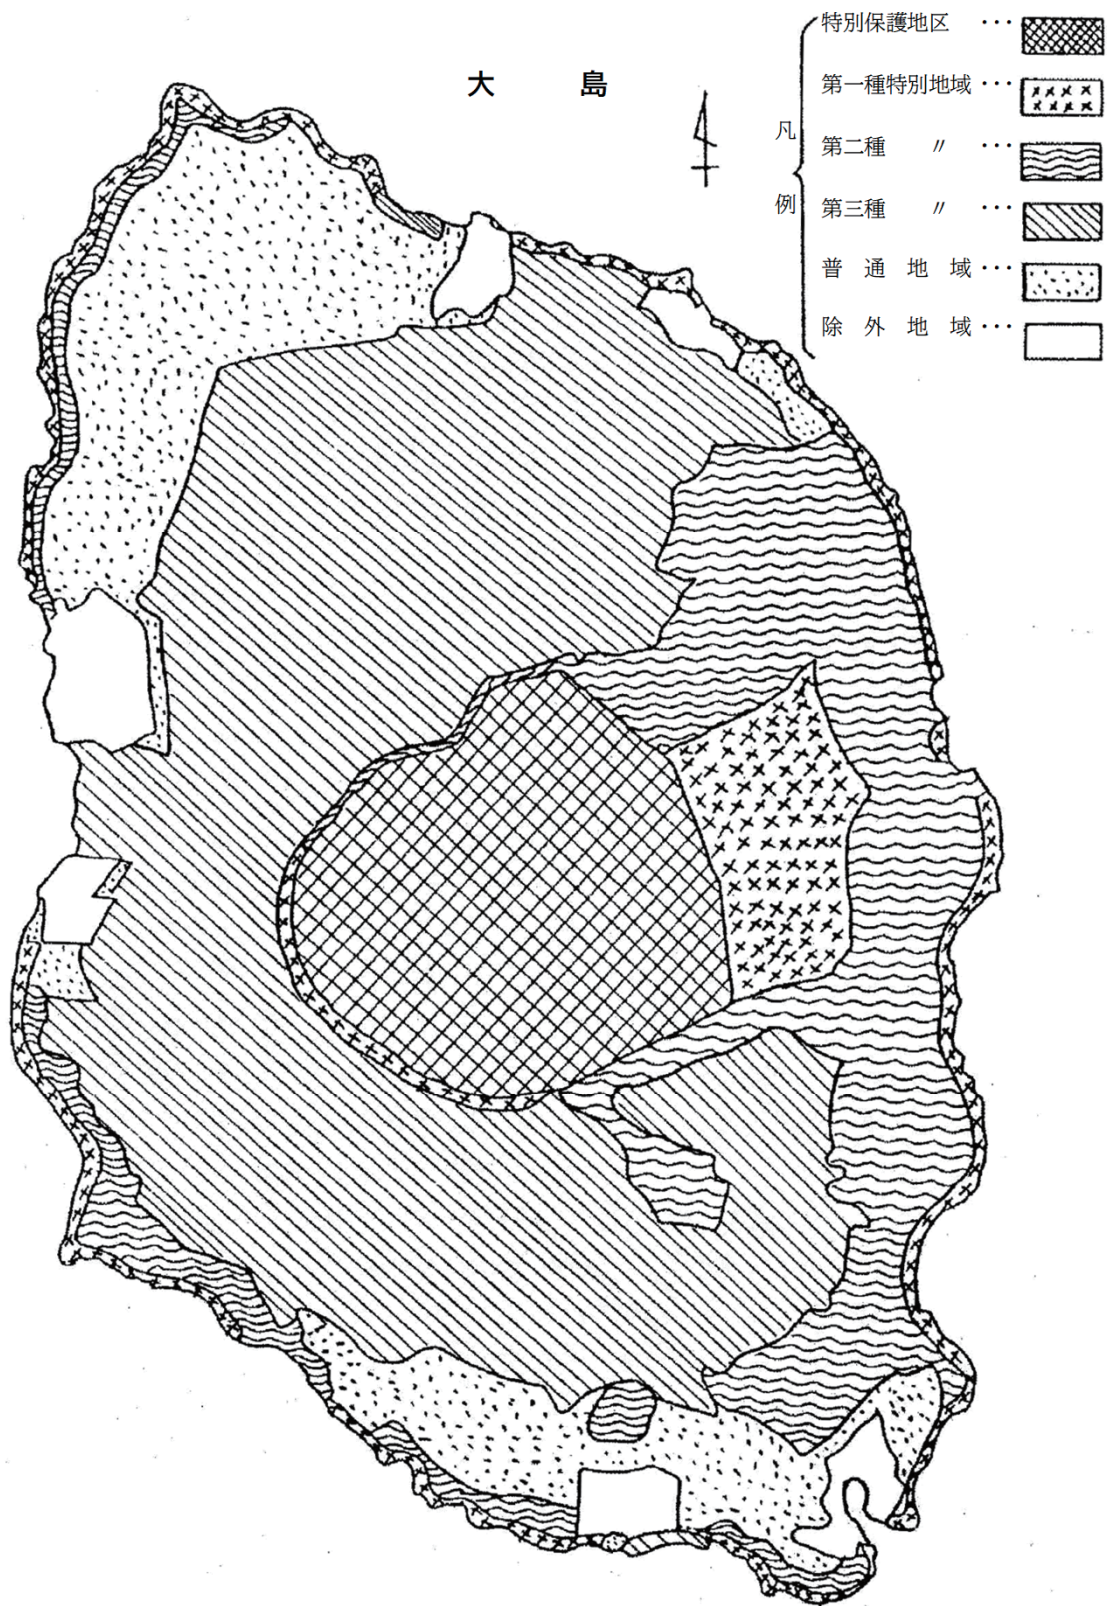 大　島
凡例
特別保護地区　・・・
第一種特別地域・・・
第二種　〃　・・・
第三種　〃　・・・
普通地域・・・
除外地域・・・